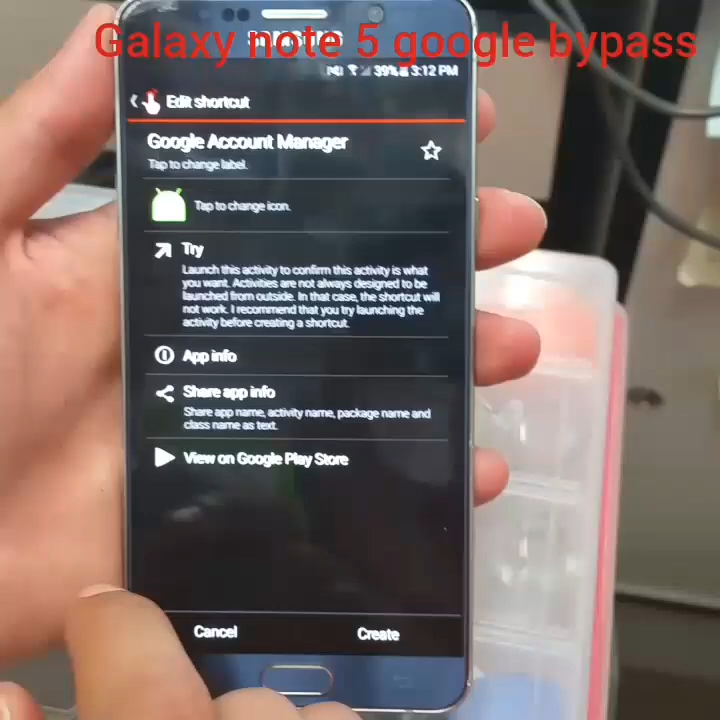 Galaxy note 5 google bypass
SAMSUNG
39% 3:12 PM
Edit shortcut
Google Account Manager
Tap to change label.
Tap to change icon.
Try
Launch this activity to confirm this activity is what
you want. Activities are not always designed to be
launched from outside. In that case, the shortcut will
not work. I recommend that you try launching the
activity before creating a shortcut.
App info
Share app info
Share app name, activity name, package name and
class name as text.
View on Google Play Store
Cancel
Create